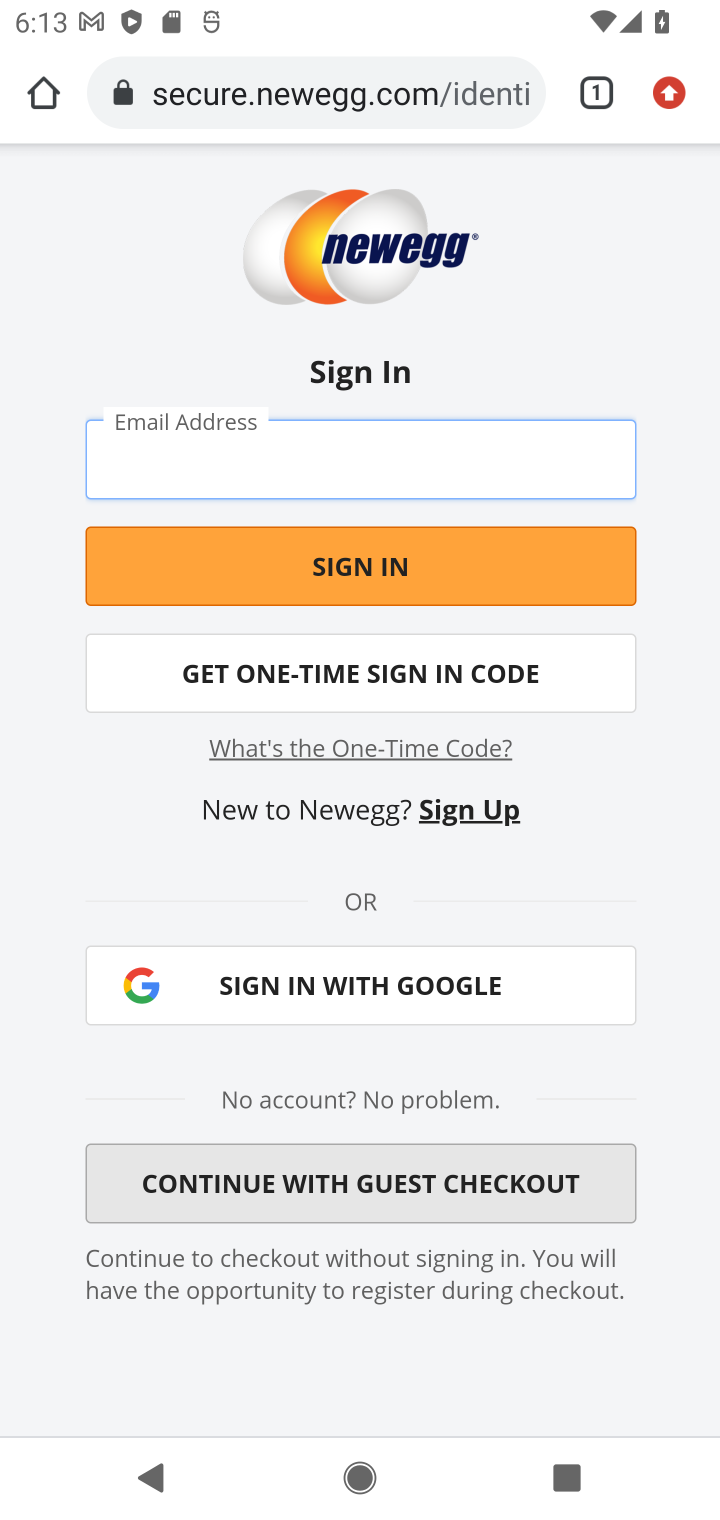 6:13
secure.newegg.com/identi
1
newegg®
Sign In
Email Address
SIGN IN
GET ONE-TIME SIGN IN CODE
What's the One-Time Code?
New to Newegg? Sign Up
OR
SIGN IN WITH GOOGLE
No account? No problem.
CONTINUE WITH GUEST CHECKOUT
Continue to checkout without signing in. You will
have the opportunity to register during checkout.